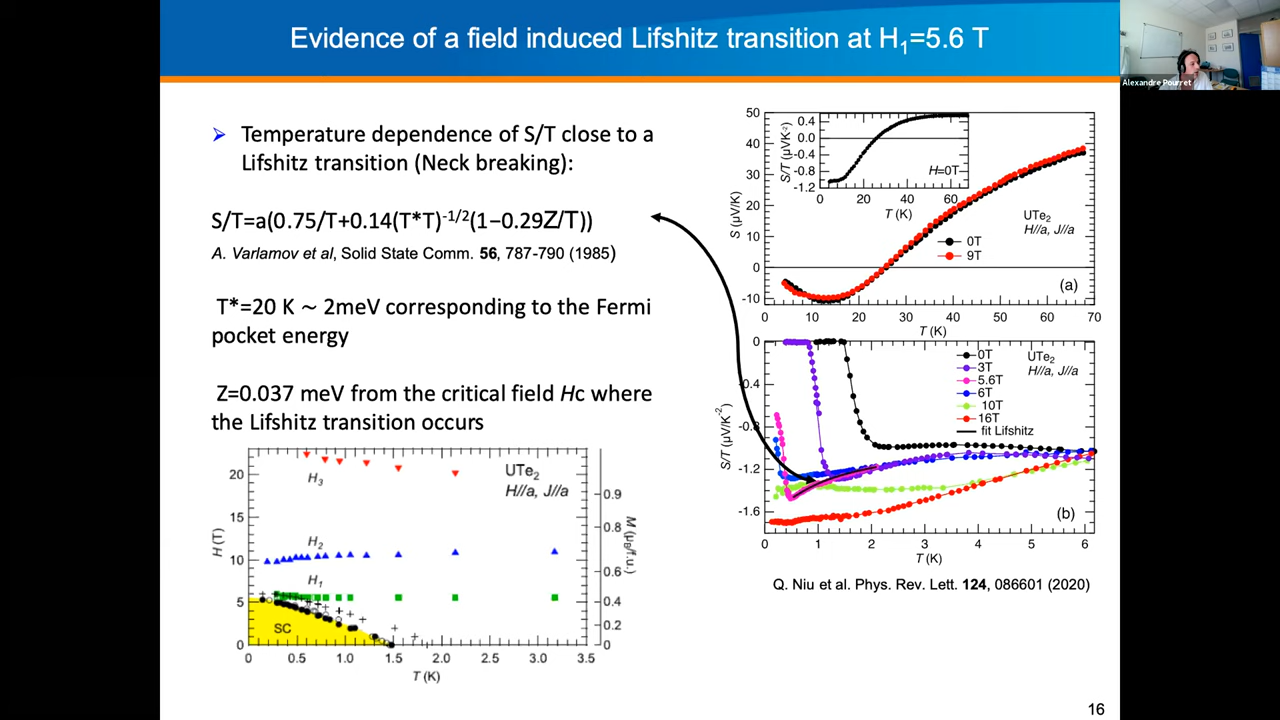 Evidence of a field induced Lifshitz transition at H1=5.6 T
Alexandre Pourret
➢ Temperature dependence of S/T close to a
Lifshitz transition (Neck breaking):
S/T=a(0.75/T+0.14(T*T)-1/2(1−0.29Z/T))
A. Varlamov et al, Solid State Comm. 56, 787-790 (1985)
T*=20 K ~ 2meV corresponding to the Fermi
pocket energy
Z=0.037 meV from the critical field Hc where
the Lifshitz transition occurs
20
15
10
5
0
H (T)
H3
H2
H1
SC
UTe2
H//a, J//a
0.9
0.8
0.6
0.4
0.2
0
M (μB/f.u.)
0 0.5 1.0 1.5 2.0 2.5 3.0 3.5
T (K)
50
40
30
20
10
0
-10
S (μV/K)
0.4
0.0
-0.4
-0.8
-1.2
S/T (μVK-2)
H=0T
0 20 40 60
T (K)
UTe2
H//a, J//a
0T
9T
(a)
0 10 20 30 40 50 60 70
T (K)
0
-0.4
-0.8
-1.2
-1.6
S/T (μV/K-2)
0T
3T
5.6T
6T
10T
16T
fit Lifshitz
UTe2
H//a, J//a
(b)
0 1 2 3 4 5 6
T (K)
Q. Niu et al. Phys. Rev. Lett. 124, 086601 (2020)
16